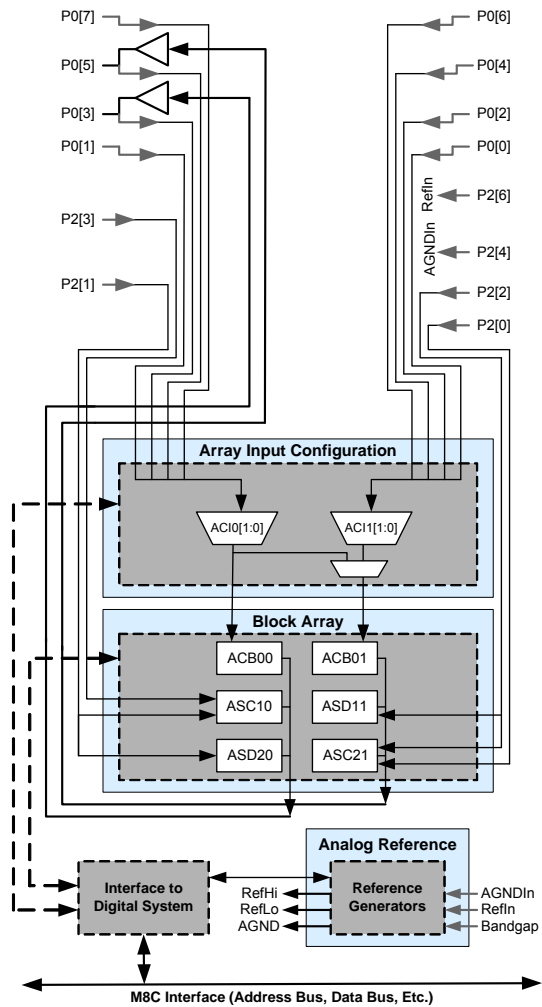 P0[7]
P0[6]
P0[5]
P0[4]
P0[3]
P0[2]
P0[1]
P0[0]
P2[6]
RefIn
P2[3]
P2[4]
AGNDIn
P2[1]
P2[2]
P2[0]
Array Input Configuration
ACI0[1:0]
ACI1[1:0]
Block Array
ACB00
ACB01
ASC10
ASD11
ASD20
ASC21
Analog Reference
Interface to
Digital System
RefHi
RefLo
AGND
Reference
Generators
AGNDIn
RefIn
Bandgap
M8C Interface (Address Bus, Data Bus, Etc.)